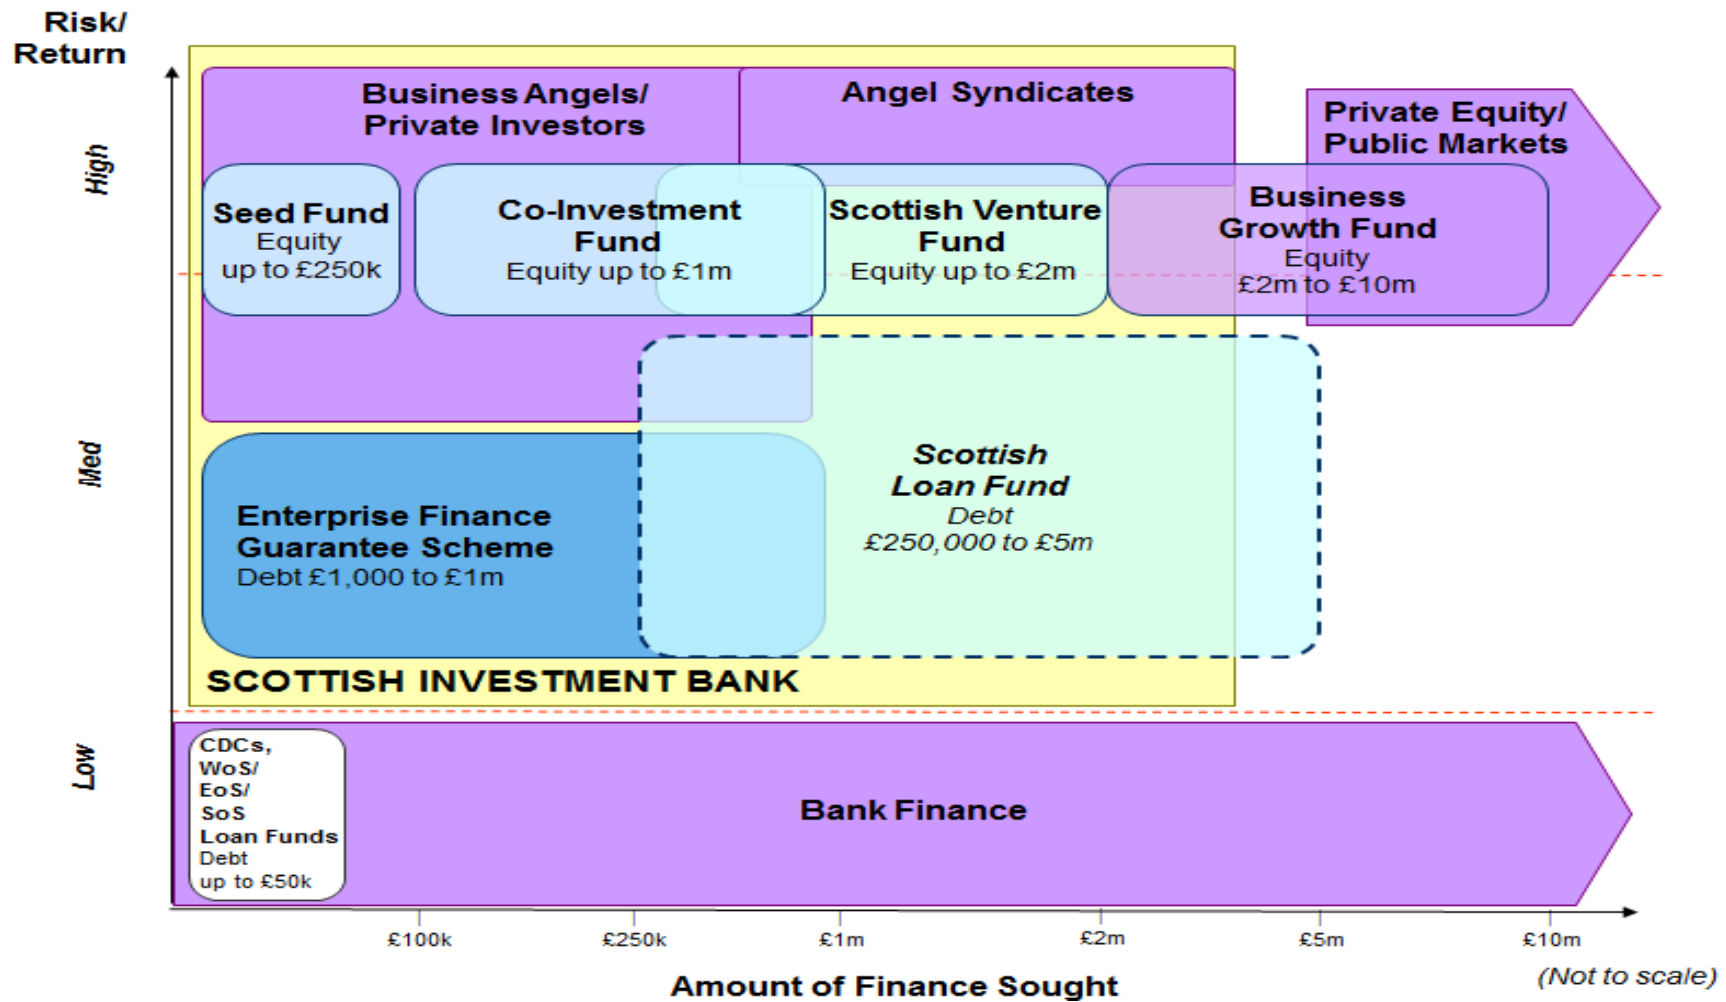 Risk/
Return
High
Med
Low
Business Angels/
Private Investors
Angel Syndicates
Private Equity/
Public Markets
Seed Fund
Equity
up to £250k
Co-Investment
Fund
Equity up to £1m
Scottish Venture
Fund
Equity up to £2m
Business
Growth Fund
Equity
£2m to £10m
Scottish
Loan Fund
Debt
£250,000 to £5m
Enterprise Finance
Guarantee Scheme
Debt £1,000 to £1m
SCOTTISH INVESTMENT BANK
CDCs,
WoS/
EoS/
SoS
Loan Funds
Debt
up to £50k
Bank Finance
£100k
£250k
£1m
£2m
£5m
£10m
Amount of Finance Sought
(Not to scale)